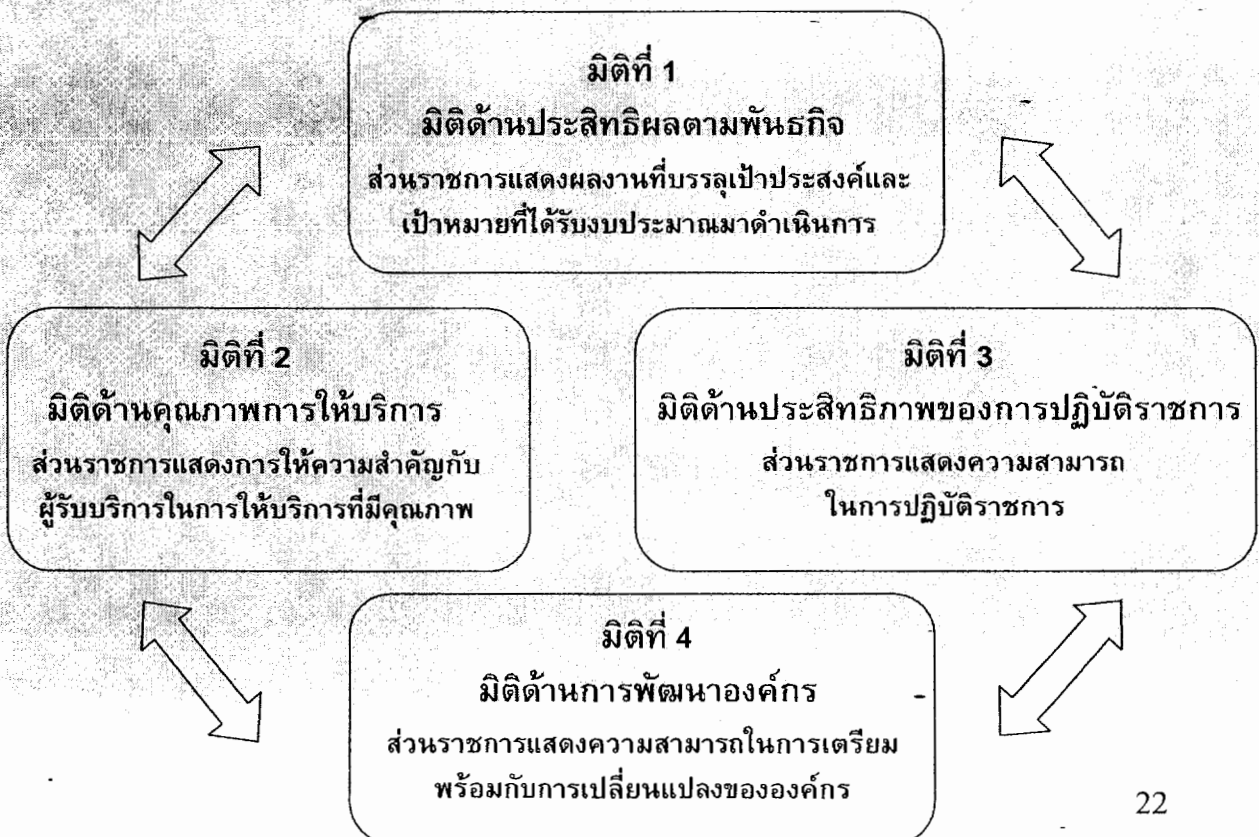 มิติที่ 1
มิติด้านประสิทธิผลตามพันธกิจ
ส่วนราชการแสดงผลงานที่บรรลุเป้าประสงค์และ
เป้าหมายที่ได้รับงบประมาณมาดำเนินการ
มิติที่ 2
มิติด้านคุณภาพการให้บริการ
ส่วนราชการแสดงการให้ความสำคัญกับ
ผู้รับบริการในการให้บริการที่มีคุณภาพ
มิติที่ 3
มิติด้านประสิทธิภาพของการปฏิบัติราชการ
ส่วนราชการแสดงความสามารถ
ในการปฏิบัติราชการ
มิติที่ 4
มิติด้านการพัฒนาองค์กร
ส่วนราชการแสดงความสามารถในการเตรียม
พร้อมกับการเปลี่ยนแปลงขององค์กร
22